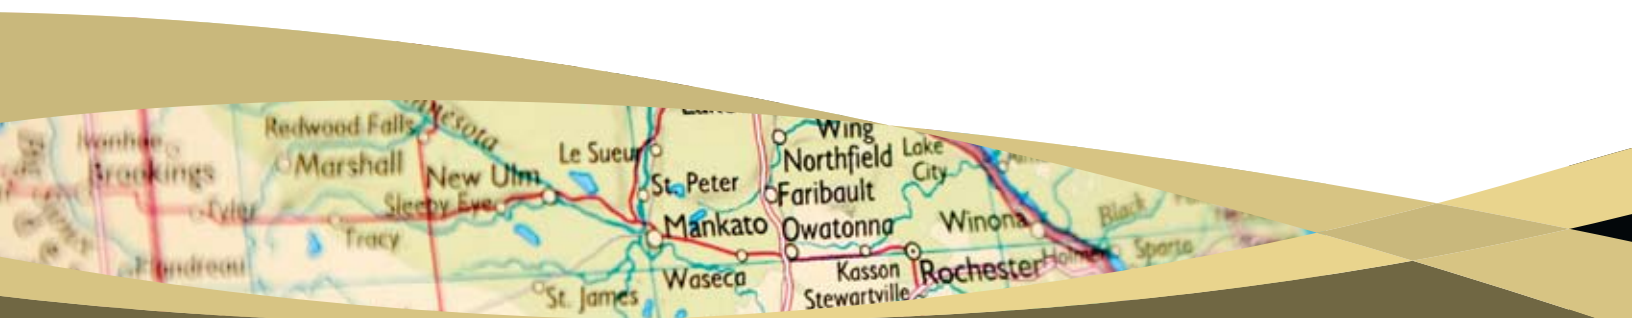 Redwood Falls
Marshall
Brookings
New Ulm
Sleepy Eye
Tyler
Tracy
Flandreau
St. James
Le Sueur
St. Peter
Mankato
Waseca
Wing
Northfield
Faribault
Owatonna
Kasson
Stewartville
Rochester
Lake
City
Winona
Black
Sparta